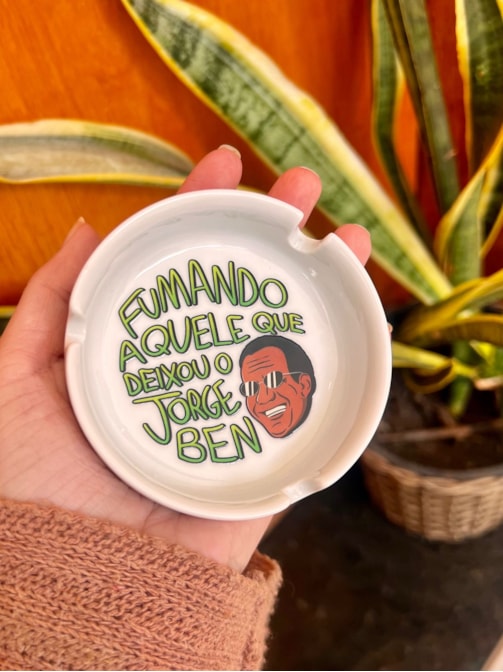 FUMANDO
AQUELE QUE
DEIXOU O
JORGE
BEN